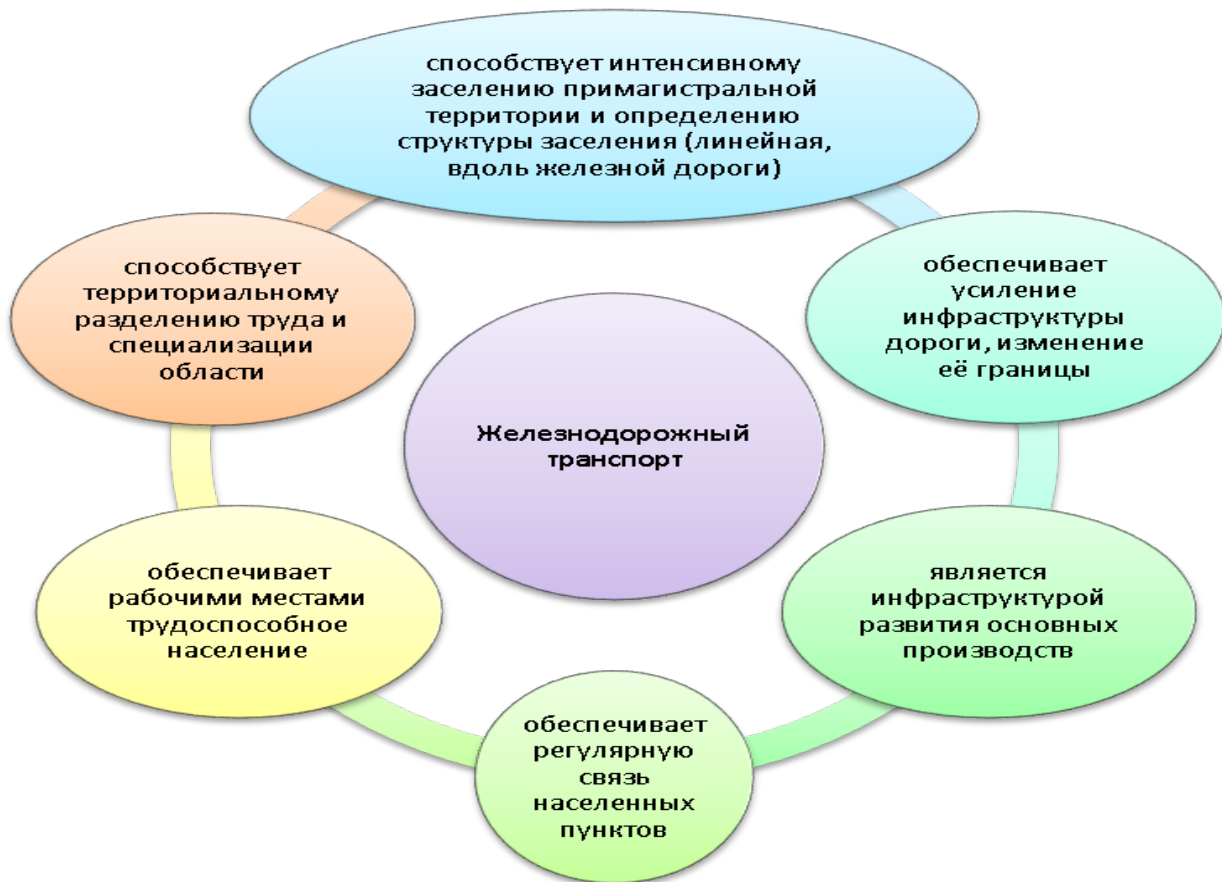 способствует интенсивному
заселению примагистральной
территории и определению
структуры заселения (линейная,
вдоль железной дороги)
обеспечивает
усиление
инфраструктуры
дороги, изменение
её границы
является
инфраструктурой
развития основных
производств
обеспечивает
регулярную
связь
населенных
пунктов
обеспечивает
рабочими местами
трудоспособное
население
способствует
территориальному
разделению труда и
специализации
области
Железнодорожный
транспорт